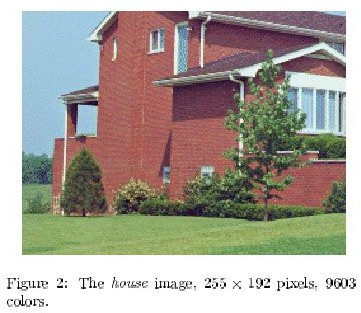 Figure 2: The house image, 255 × 192 pixels, 9603
colors.